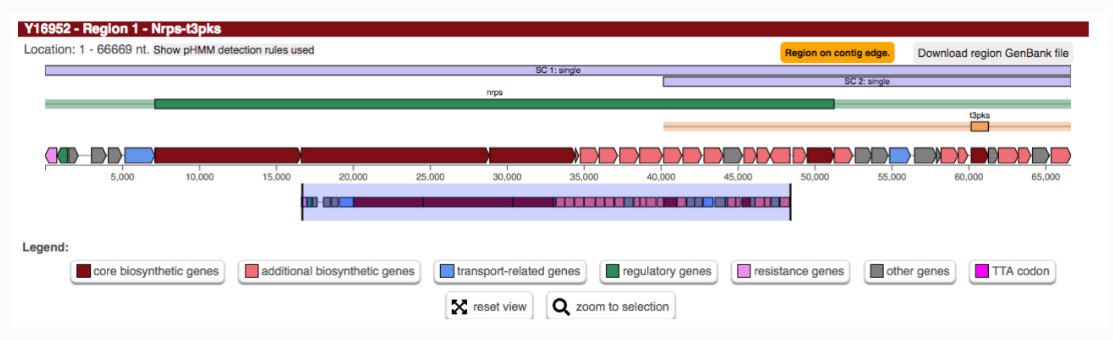 Y16952 - Region 1 - Nrps-t3pks
Location: 1 - 66669 nt. Show pHMM detection rules used
Region on contig edge.
Download region GenBank file
SC 1: single
SC 2: single
nrps
t3pks
5,000 10,000 15,000 20,000 25,000 30,000 35,000 40,000 45,000 50,000 55,000 60,000 65,000
Legend:
core biosynthetic genes
additional biosynthetic genes
transport-related genes
regulatory genes
resistance genes
other genes
TTA codon
reset view
zoom to selection